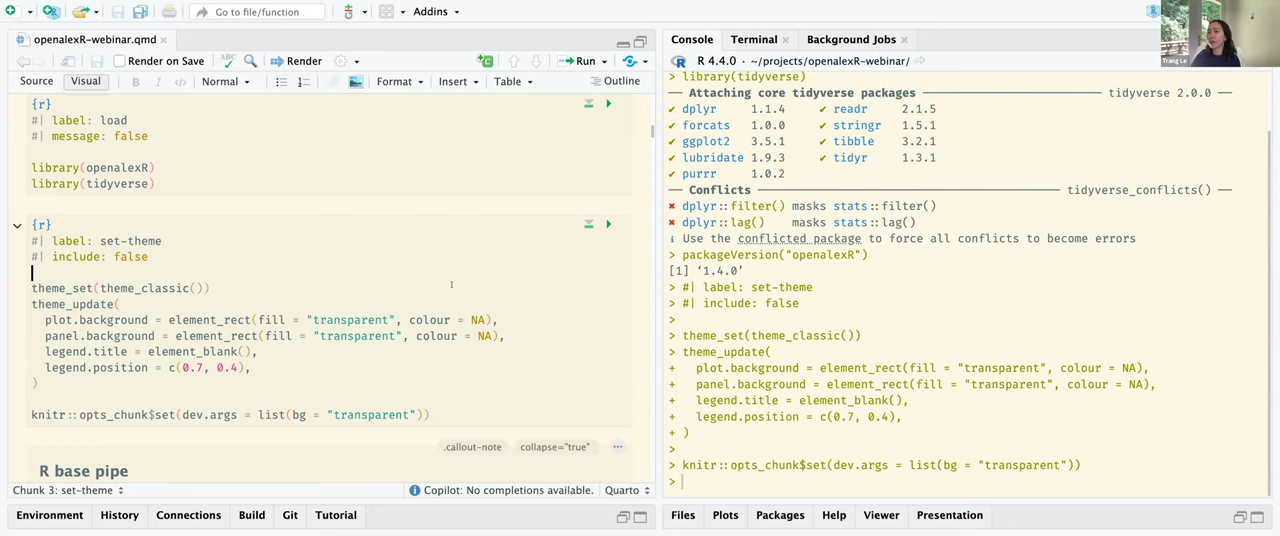 Go to file/function
Addins
openalexR-webinar.qmd
Render on Save
ABC
Render
Run
Source
Visual
B
I
Normal
Format
Insert
Table
Outline
{r}
#| label: load
#| message: false
library(openalexR)
library(tidyverse)
{r}
#| label: set-theme
#| include: false
theme_set(theme_classic())
theme_update(
plot.background = element_rect(fill = "transparent", colour = NA),
panel.background = element_rect(fill = "transparent", colour = NA),
legend.title = element_blank(),
legend.position = c(0.7, 0.4),
)
knitr::opts_chunk$set(dev.args = list(bg = "transparent"))
.callout-note collapse="true"
R base pipe
Chunk 3: set-theme
Copilot: No completions available.
Quarto
Environment History Connections Build Git Tutorial
Console Terminal Background Jobs
R 4.4.0 · ~/projects/openalexR-webinar/
> library(tidyverse)
── Attaching core tidyverse packages ── tidyverse 2.0.0 ──
✔ dplyr 1.1.4 ✔ readr 2.1.5
✔ forcats 1.0.0 ✔ stringr 1.5.1
✔ ggplot2 3.5.1 ✔ tibble 3.2.1
✔ lubridate 1.9.3 ✔ tidyr 1.3.1
✔ purrr 1.0.2
── Conflicts ── tidyverse_conflicts() ──
✖ dplyr::filter() masks stats::filter()
✖ dplyr::lag() masks stats::lag()
ℹ Use the conflicted package to force all conflicts to become errors
> packageVersion("openalexR")
[1] ‘1.4.0’
> #| label: set-theme
> #| include: false
>
> theme_set(theme_classic())
> theme_update(
+ plot.background = element_rect(fill = "transparent", colour = NA),
+ panel.background = element_rect(fill = "transparent", colour = NA),
+ legend.title = element_blank(),
+ legend.position = c(0.7, 0.4),
+ )
>
> knitr::opts_chunk$set(dev.args = list(bg = "transparent"))
>
Files Plots Packages Help Viewer Presentation
Trang Le